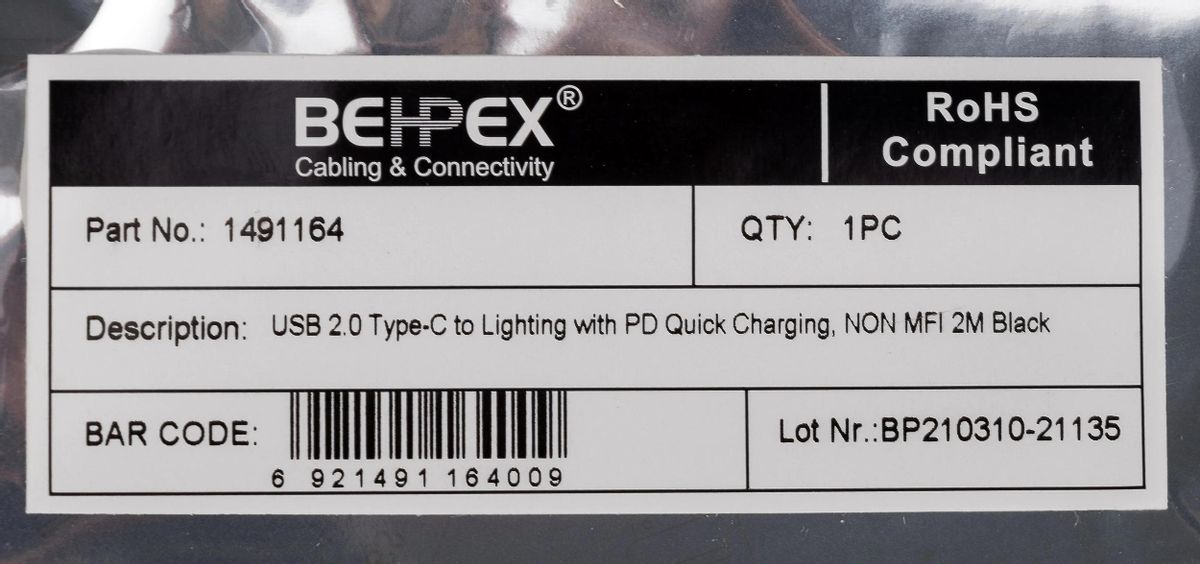 BEHPEX®
Cabling & Connectivity
RoHS
Compliant
Part No.: 1491164
QTY: 1PC
Description: USB 2.0 Type-C to Lighting with PD Quick Charging, NON MFI 2M Black
BAR CODE:
6 921491 164009
Lot Nr.:BP210310-21135